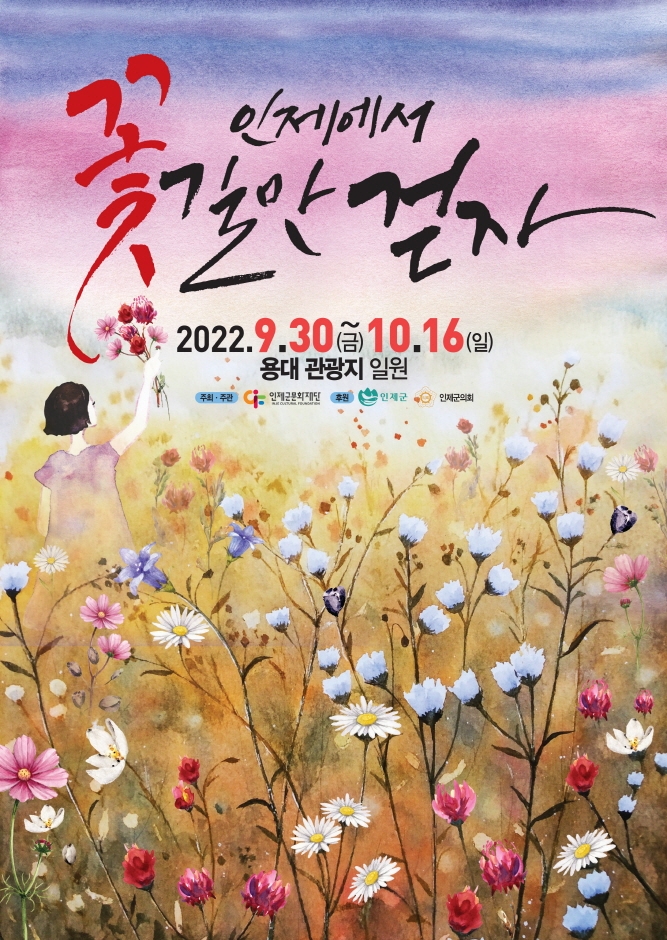 인제에서
꽃길만 걷자
2022.9.30(금)~10.16(일)
용대 관광지 일원
주최·주관 인제군문화재단 INJE CULTURAL FOUNDATION 후원 인제군 인제군의회